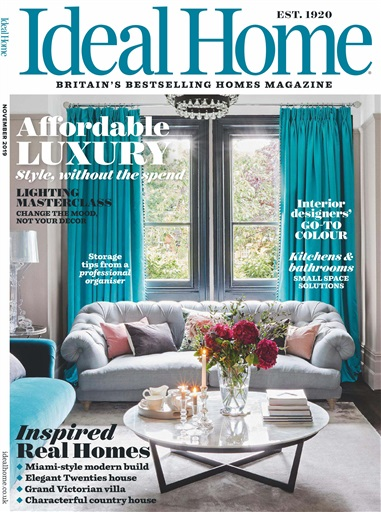 EST. 1920
Ideal Home
BRITAIN'S BESTSELLING HOMES MAGAZINE
Ideal Home
NOVEMBER 2019
Affordable
LUXURY
Style, without the spend
LIGHTING
MASTERCLASS
CHANGE THE MOOD,
NOT YOUR DECOR
Storage
tips from a
professional
organiser
Interior
designers'
GO-TO
COLOUR
Kitchens &
bathrooms
SMALL SPACE
SOLUTIONS
Inspired
Real Homes
◆ Miami-style modern build
◆ Elegant Twenties house
◆ Grand Victorian villa
◆ Characterful country house
idealhome.co.uk